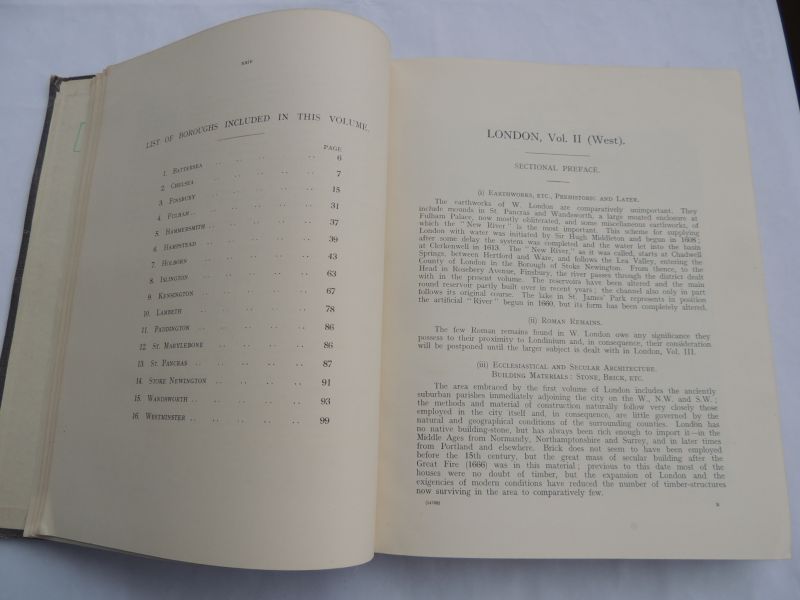 xxiv
LIST OF BOROUGHS INCLUDED IN THIS VOLUME.
PAGE
1. Battersea .. .. .. .. .. 6
2. Chelsea .. .. .. .. .. 7
3. Finsbury .. .. .. .. .. 15
4. Fulham .. .. .. .. .. 31
5. Hammersmith .. .. .. .. .. 37
6. Hampstead .. .. .. .. .. 39
7. Holborn .. .. .. .. .. 43
8. Islington .. .. .. .. .. 63
9. Kensington .. .. .. .. .. 67
10. Lambeth .. .. .. .. .. 78
11. Paddington .. .. .. .. .. 86
12. St. Marylebone .. .. .. .. 86
13. St. Pancras .. .. .. .. .. 87
14. Stoke Newington .. .. .. .. 91
15. Wandsworth .. .. .. .. .. 93
16. Westminster .. .. .. .. .. 99
LONDON, Vol. II (West).
SECTIONAL PREFACE.
(i) Earthworks, etc., Prehistoric and Later.
The earthworks of W. London are comparatively unimportant. They
include mounds in St. Pancras and Wandsworth, a large moated enclosure at
Fulham Palace, now mostly obliterated, and some miscellaneous earthworks, of
which the "New River" is the most important. This scheme for supplying
London with water was initiated by Sir Hugh Middleton and begun in 1608;
after some delay the system was completed and the water let into the basin
at Clerkenwell in 1613. The "New River," as it was called, starts at Chadwell
Springs, between Hertford and Ware, and follows the Lea Valley, entering the
County of London in the Borough of Stoke Newington. From thence, to the
Head in Rosebery Avenue, Finsbury, the river passes through the district dealt
with in the present volume. The reservoirs have been altered and the main
round reservoir partly built over in recent years; the channel also only in part
follows its original course. The lake in St. James' Park represents in position
the artificial "River" begun in 1660, but its form has been completely altered.
(ii) Roman Remains.
The few Roman remains found in W. London owe any significance they
possess to their proximity to Londinium and, in consequence, their consideration
will be postponed until the larger subject is dealt with in London, Vol. III.
(iii) Ecclesiastical and Secular Architecture.
Building Materials: Stone, Brick, etc.
The area embraced by the first volume of London includes the anciently
suburban parishes immediately adjoining the city on the W., N.W. and S.W.;
the methods and material of construction naturally follow very closely those
employed in the city itself and, in consequence, are little governed by the
natural and geographical conditions of the surrounding counties. London has
no native building-stone, but has always been rich enough to import it—in the
Middle Ages from Normandy, Northamptonshire and Surrey, and in later times
from Portland and elsewhere. Brick does not seem to have been employed
before the 15th century, but the great mass of secular building after the
Great Fire (1666) was in this material; previous to this date most of the
houses were no doubt of timber, but the expansion of London and the
exigencies of modern conditions have reduced the number of timber-structures
now surviving in the area to comparatively few.